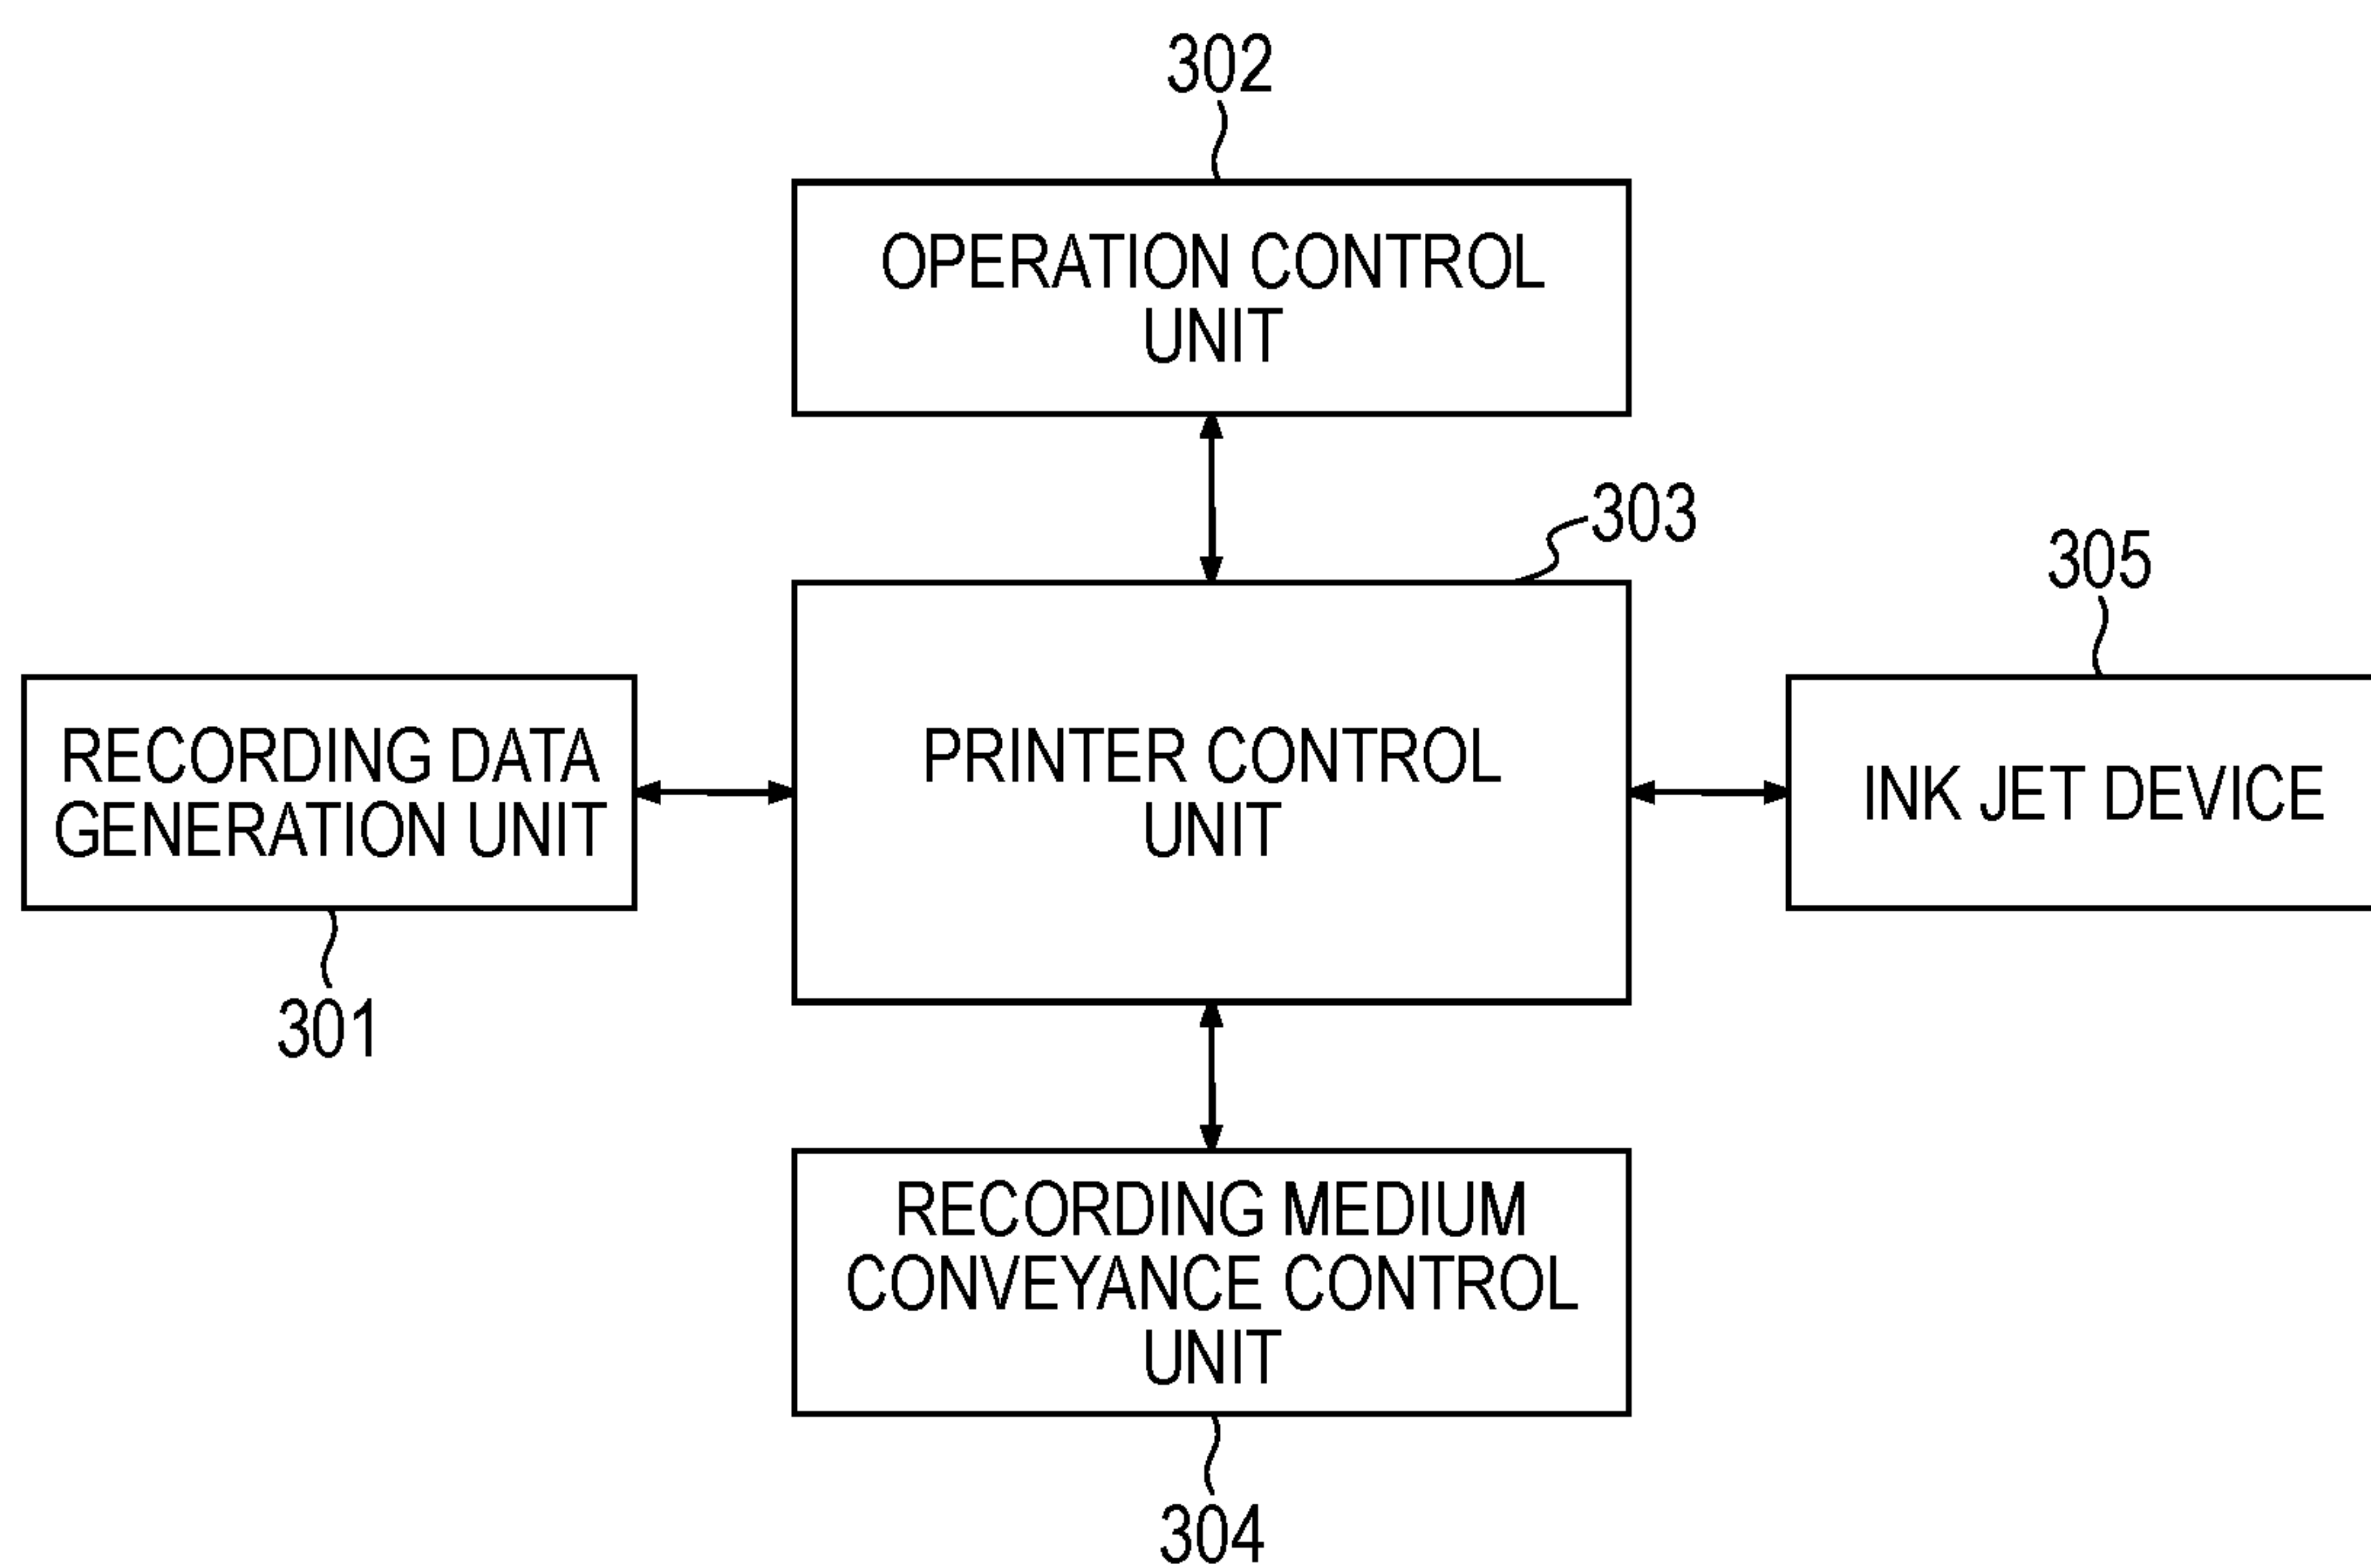 302
OPERATION CONTROL
UNIT
303
305
RECORDING DATA
GENERATION UNIT
301
PRINTER CONTROL
UNIT
INK JET DEVICE
RECORDING MEDIUM
CONVEYANCE CONTROL
UNIT
304